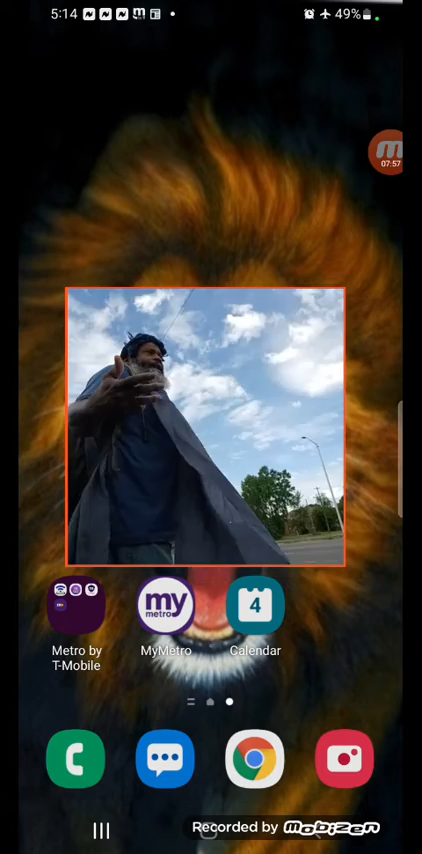 5:14
49%
07:57
my
metro
4
Metro by
T-Mobile
MyMetro
Calendar
Recorded by Mobizen